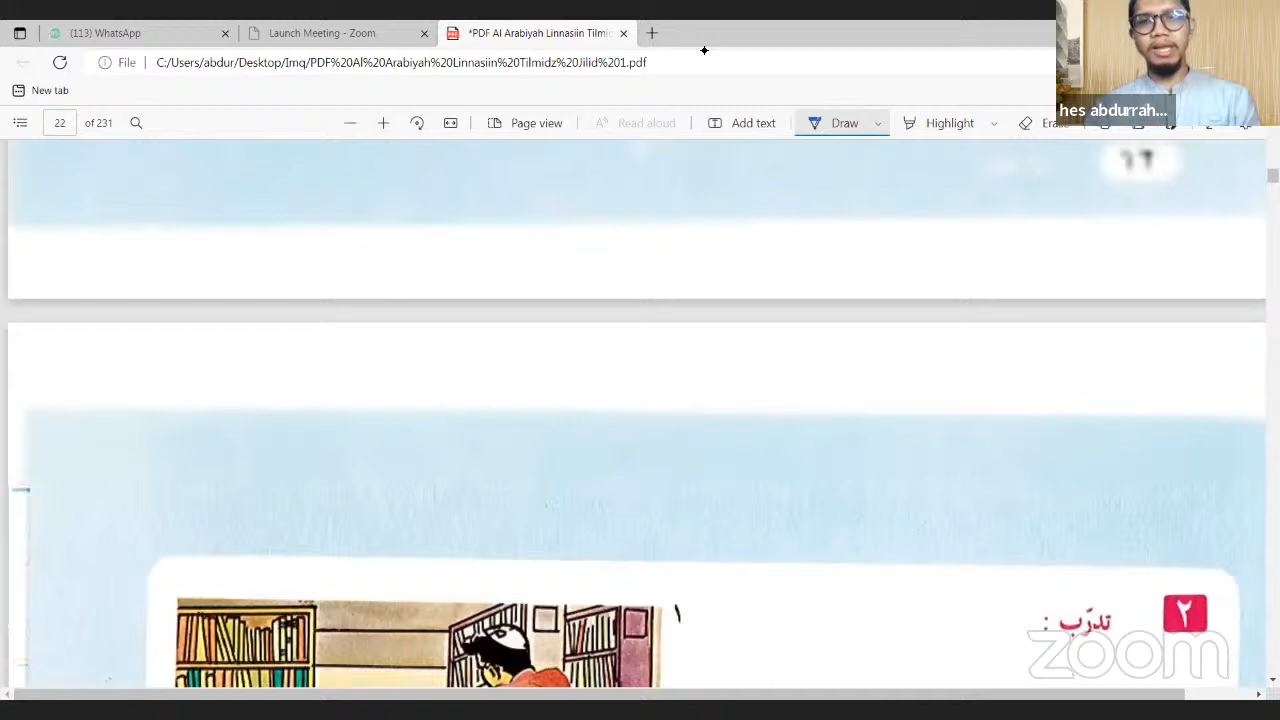 (113) WhatsApp
Launch Meeting - Zoom
*PDF Al Arabiyah Linnasiin Tilmid
File
C:/Users/abdur/Desktop/Imq/PDF%20Al%20Arabiyah%20Linnasiin%20Tilmidz%20Jilid%201.pdf
New tab
22 of 231
Page view
Read aloud
Add text
Draw
Highlight
hes abdurrah...
١٦
٢
تدرّب :
١
zoom